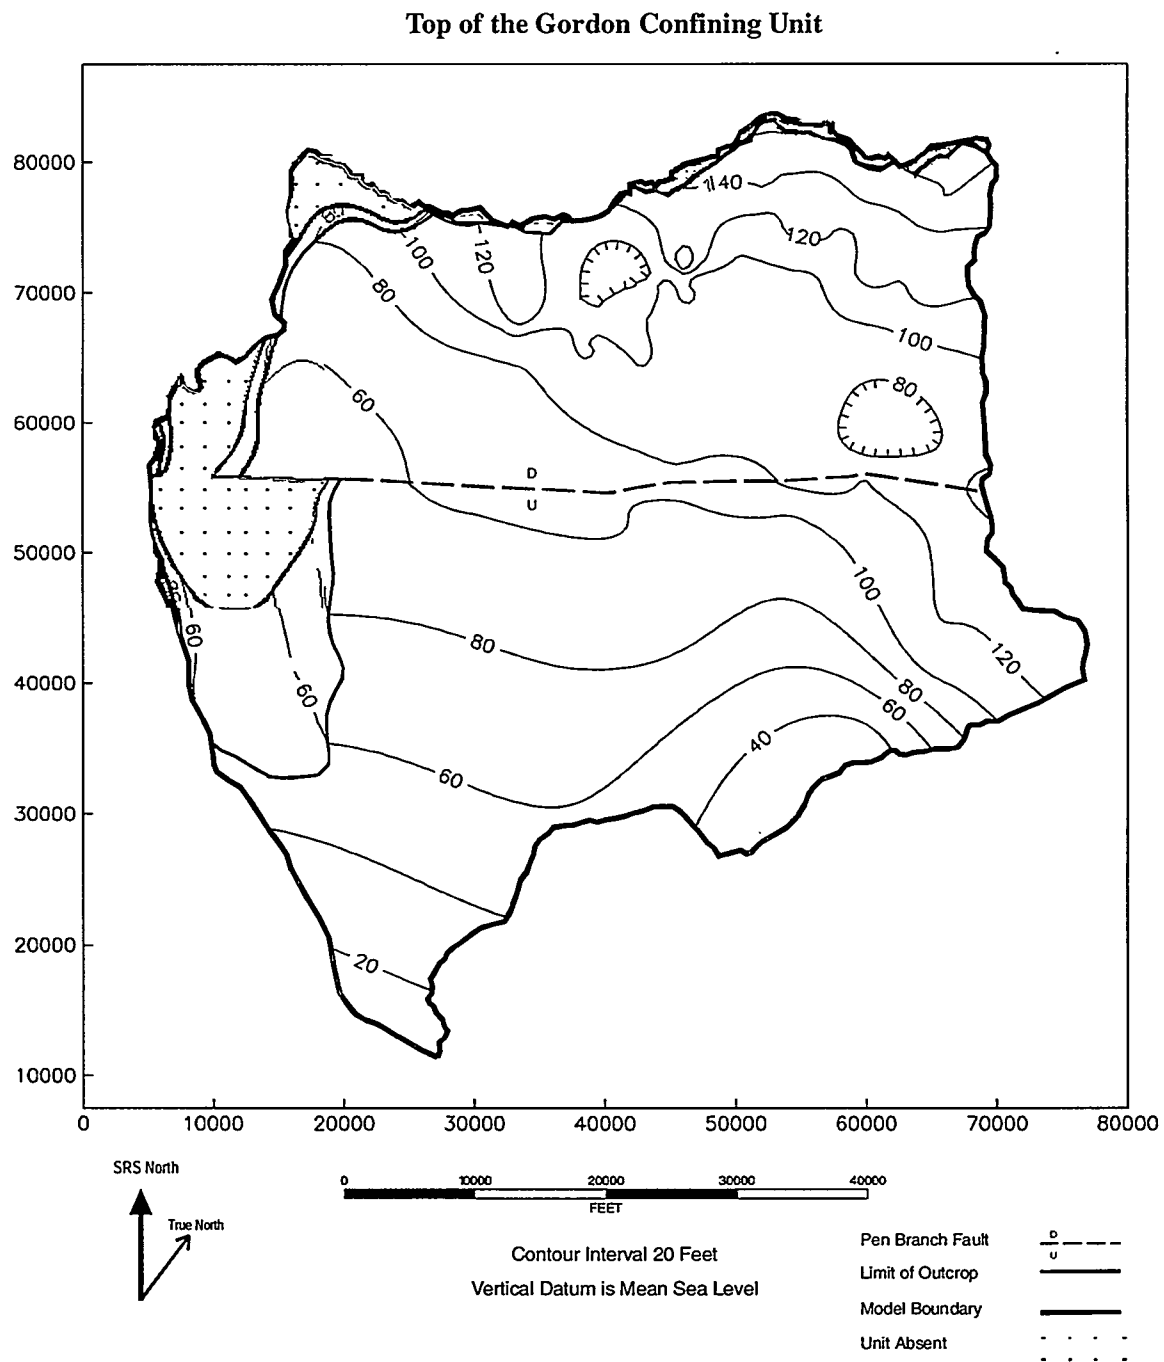 Top of the Gordon Confining Unit
80000
70000
60000
50000
40000
30000
20000
10000
0
10000
20000
30000
40000
50000
60000
70000
80000
140
120
120
100
80
100
80
60
D
U
100
60
80
60
120
80
60
40
60
20
SRS North
True North
0
10000
20000
30000
40000
FEET
Contour Interval 20 Feet
Vertical Datum is Mean Sea Level
Pen Branch Fault
D
U
Limit of Outcrop
Model Boundary
Unit Absent